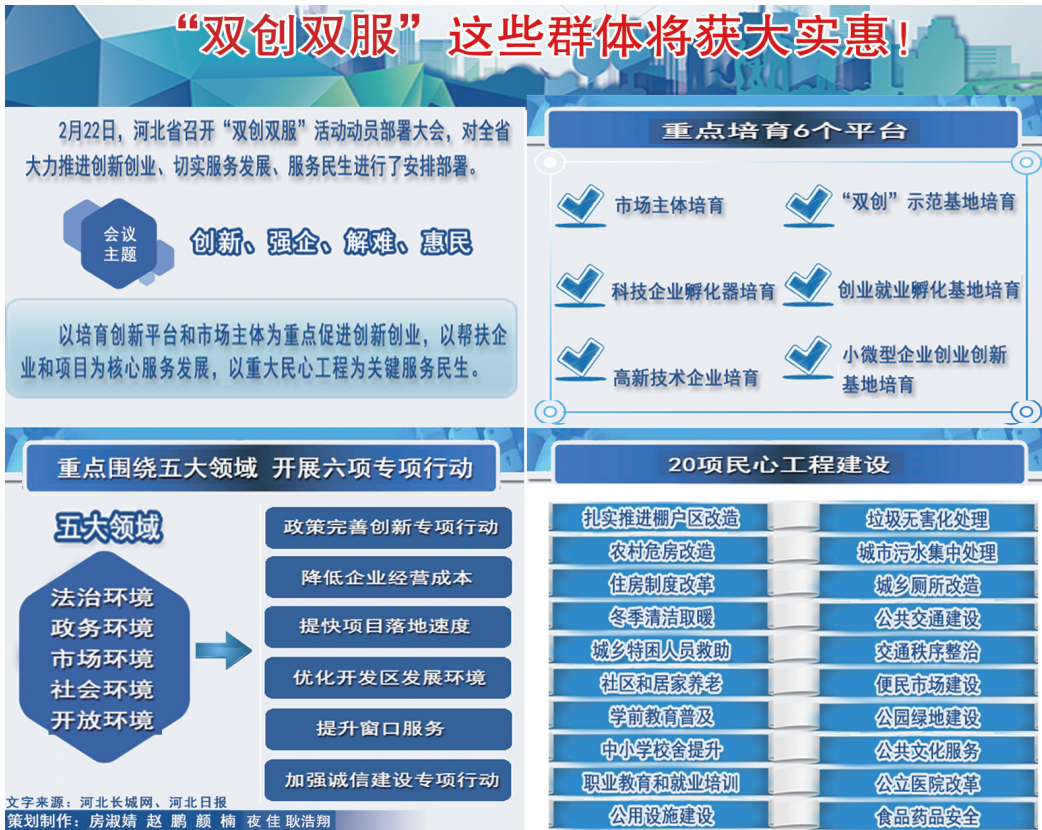 “双创双服”这些群体将获大实惠！
2月22日，河北省召开“双创双服”活动动员部署大会，对全省
大力推进创新创业、切实服务发展、服务民生进行了安排部署。
会议
主题
创新、强企、解难、惠民
以培育创新平台和市场主体为重点促进创新创业，以帮扶企
业和项目为核心服务发展，以重大民心工程为关键服务民生。
重点培育6个平台
市场主体培育
“双创”示范基地培育
科技企业孵化器培育
创业就业孵化基地培育
高新技术企业培育
小微型企业创业创新
基地培育
重点围绕五大领域 开展六项专项行动
五大领域
法治环境
政务环境
市场环境
社会环境
开放环境
政策完善创新专项行动
降低企业经营成本
提快项目落地速度
优化开发区发展环境
提升窗口服务
加强诚信建设专项行动
文字来源：河北长城网、河北日报
策划制作：房淑婧 赵 鹏 颜 楠 夜 佳 耿浩翔
20项民心工程建设
扎实推进棚户区改造
农村危房改造
住房制度改革
冬季清洁取暖
城乡特困人员救助
社区和居家养老
学前教育普及
中小学校舍提升
职业教育和就业培训
公用设施建设
垃圾无害化处理
城市污水集中处理
城乡厕所改造
公共交通建设
交通秩序整治
便民市场建设
公园绿地建设
公共文化服务
公立医院改革
食品药品安全